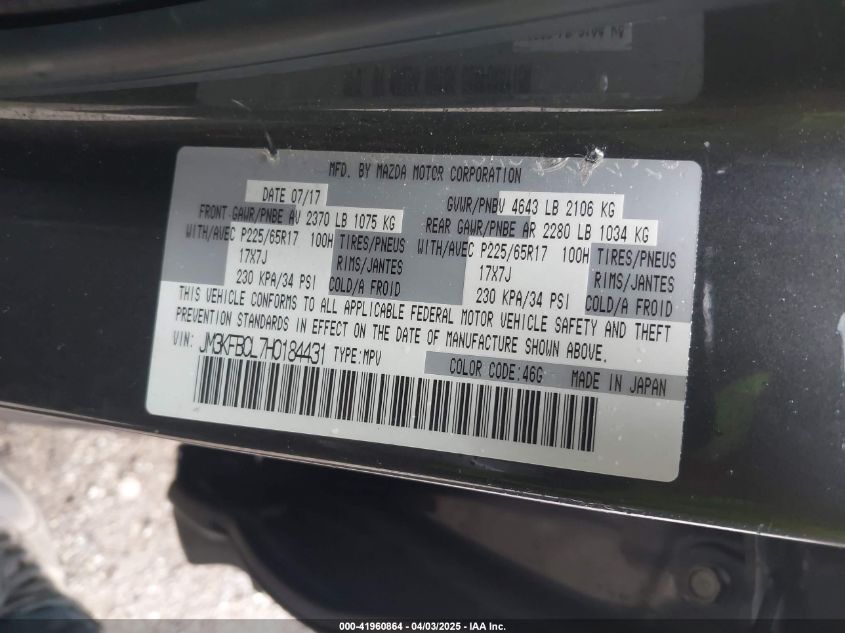 MFD. BY MAZDA MOTOR CORPORATION
DATE 07/17 GVWR/PNBV 4643 LB 2106 KG
FRONT GAWR/PNBE AV 2370 LB 1075 KG REAR GAWR/PNBE AR 2280 LB 1034 KG
WITH/AVEC P225/65R17 100H TIRES/PNEUS WITH/AVEC P225/65R17 100H TIRES/PNEUS
17X7J RIMS/JANTES 17X7J RIMS/JANTES
230 KPA/34 PSI COLD/A FROID 230 KPA/34 PSI COLD/A FROID
THIS VEHICLE CONFORMS TO ALL APPLICABLE FEDERAL MOTOR VEHICLE SAFETY AND THEFT
PREVENTION STANDARDS IN EFFECT ON THE DATE OF MANUFACTURE SHOWN ABOVE.
VIN: JM3KFBCL7H0184431 TYPE:MPV
COLOR CODE:46G MADE IN JAPAN
000-41960864 - 04/03/2025 - IAA Inc.